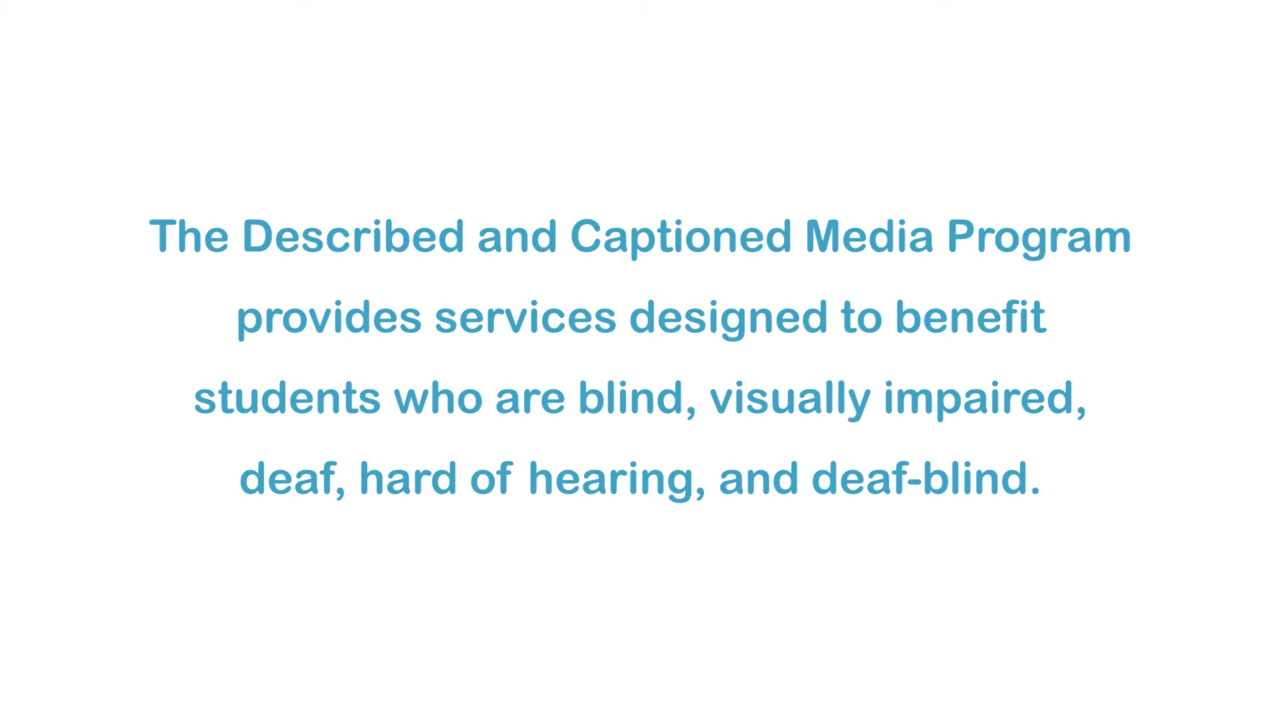 The Described and Captioned Media Program
provides services designed to benefit
students who are blind, visually impaired,
deaf, hard of hearing, and deaf-blind.